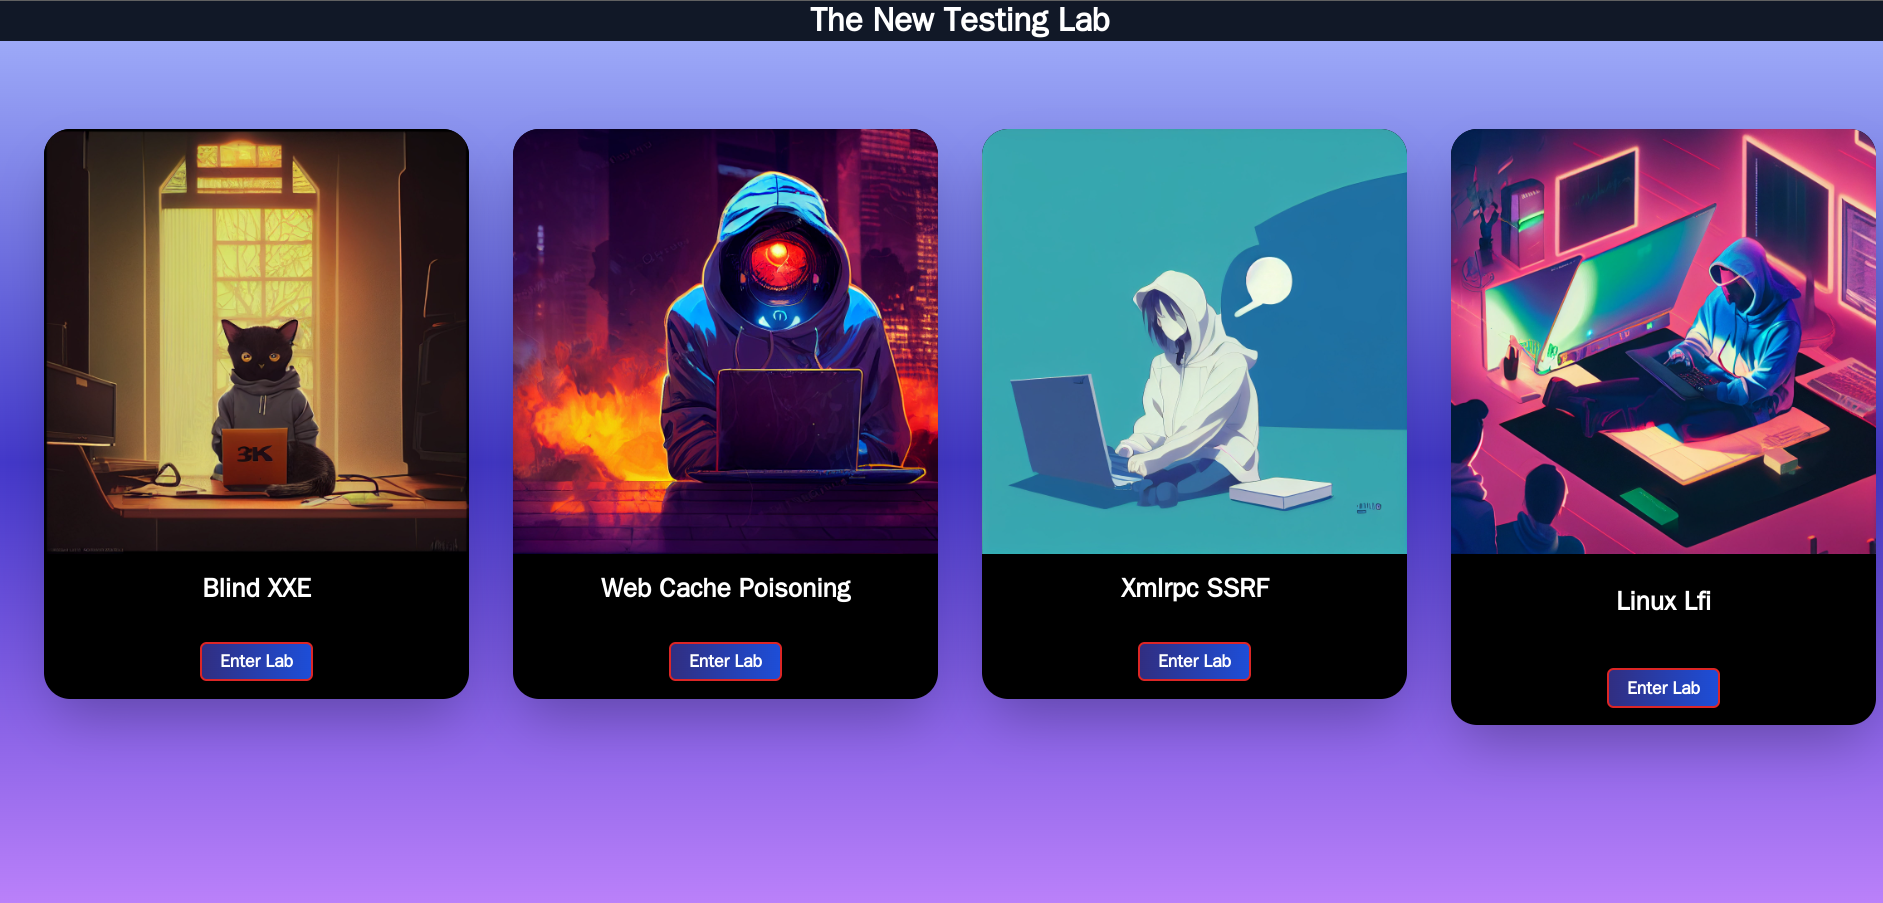 The New Testing Lab
3K
Blind XXE
Enter Lab
Web Cache Poisoning
Enter Lab
Xmlrpc SSRF
Enter Lab
Linux Lfi
Enter Lab